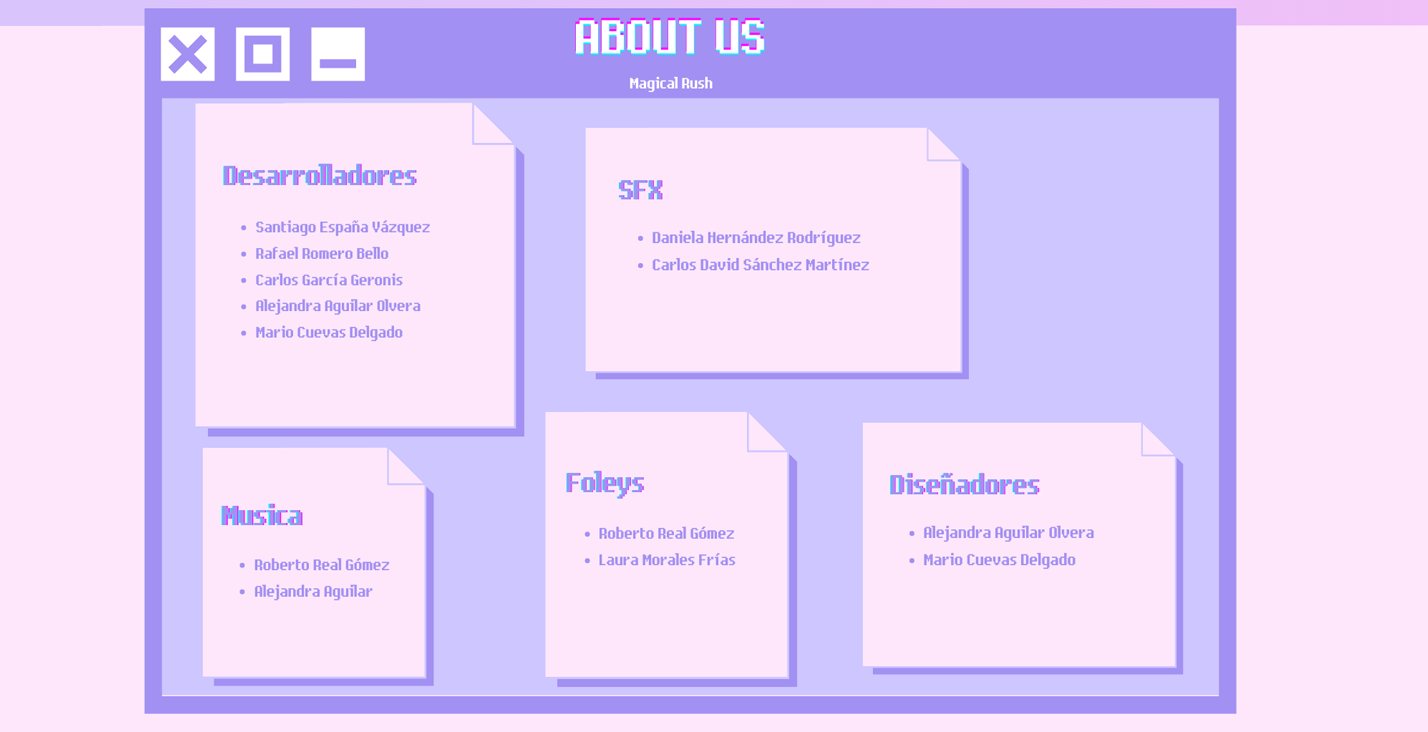 ABOUT US
Magical Rush
Desarrolladores
Santiago España Vázquez
Rafael Romero Bello
Carlos García Geronis
Alejandra Aguilar Olvera
Mario Cuevas Delgado
SFX
Daniela Hernández Rodríguez
Carlos David Sánchez Martínez
Musica
Roberto Real Gómez
Alejandra Aguilar
Foleys
Roberto Real Gómez
Laura Morales Frías
Diseñadores
Alejandra Aguilar Olvera
Mario Cuevas Delgado